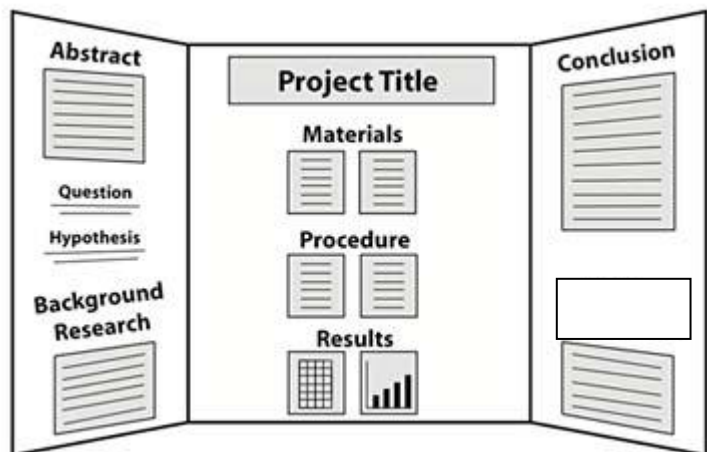 Abstract
Question
Hypothesis
Background
Research
Project Title
Materials
Procedure
Results
Conclusion